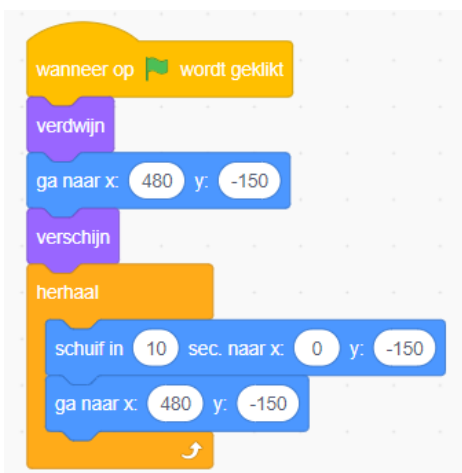 wanneer op wordt geklikt
verdwijn
ga naar x: 480 y: -150
verschijn
herhaal
schuif in 10 sec. naar x: 0 y: -150
ga naar x: 480 y: -150